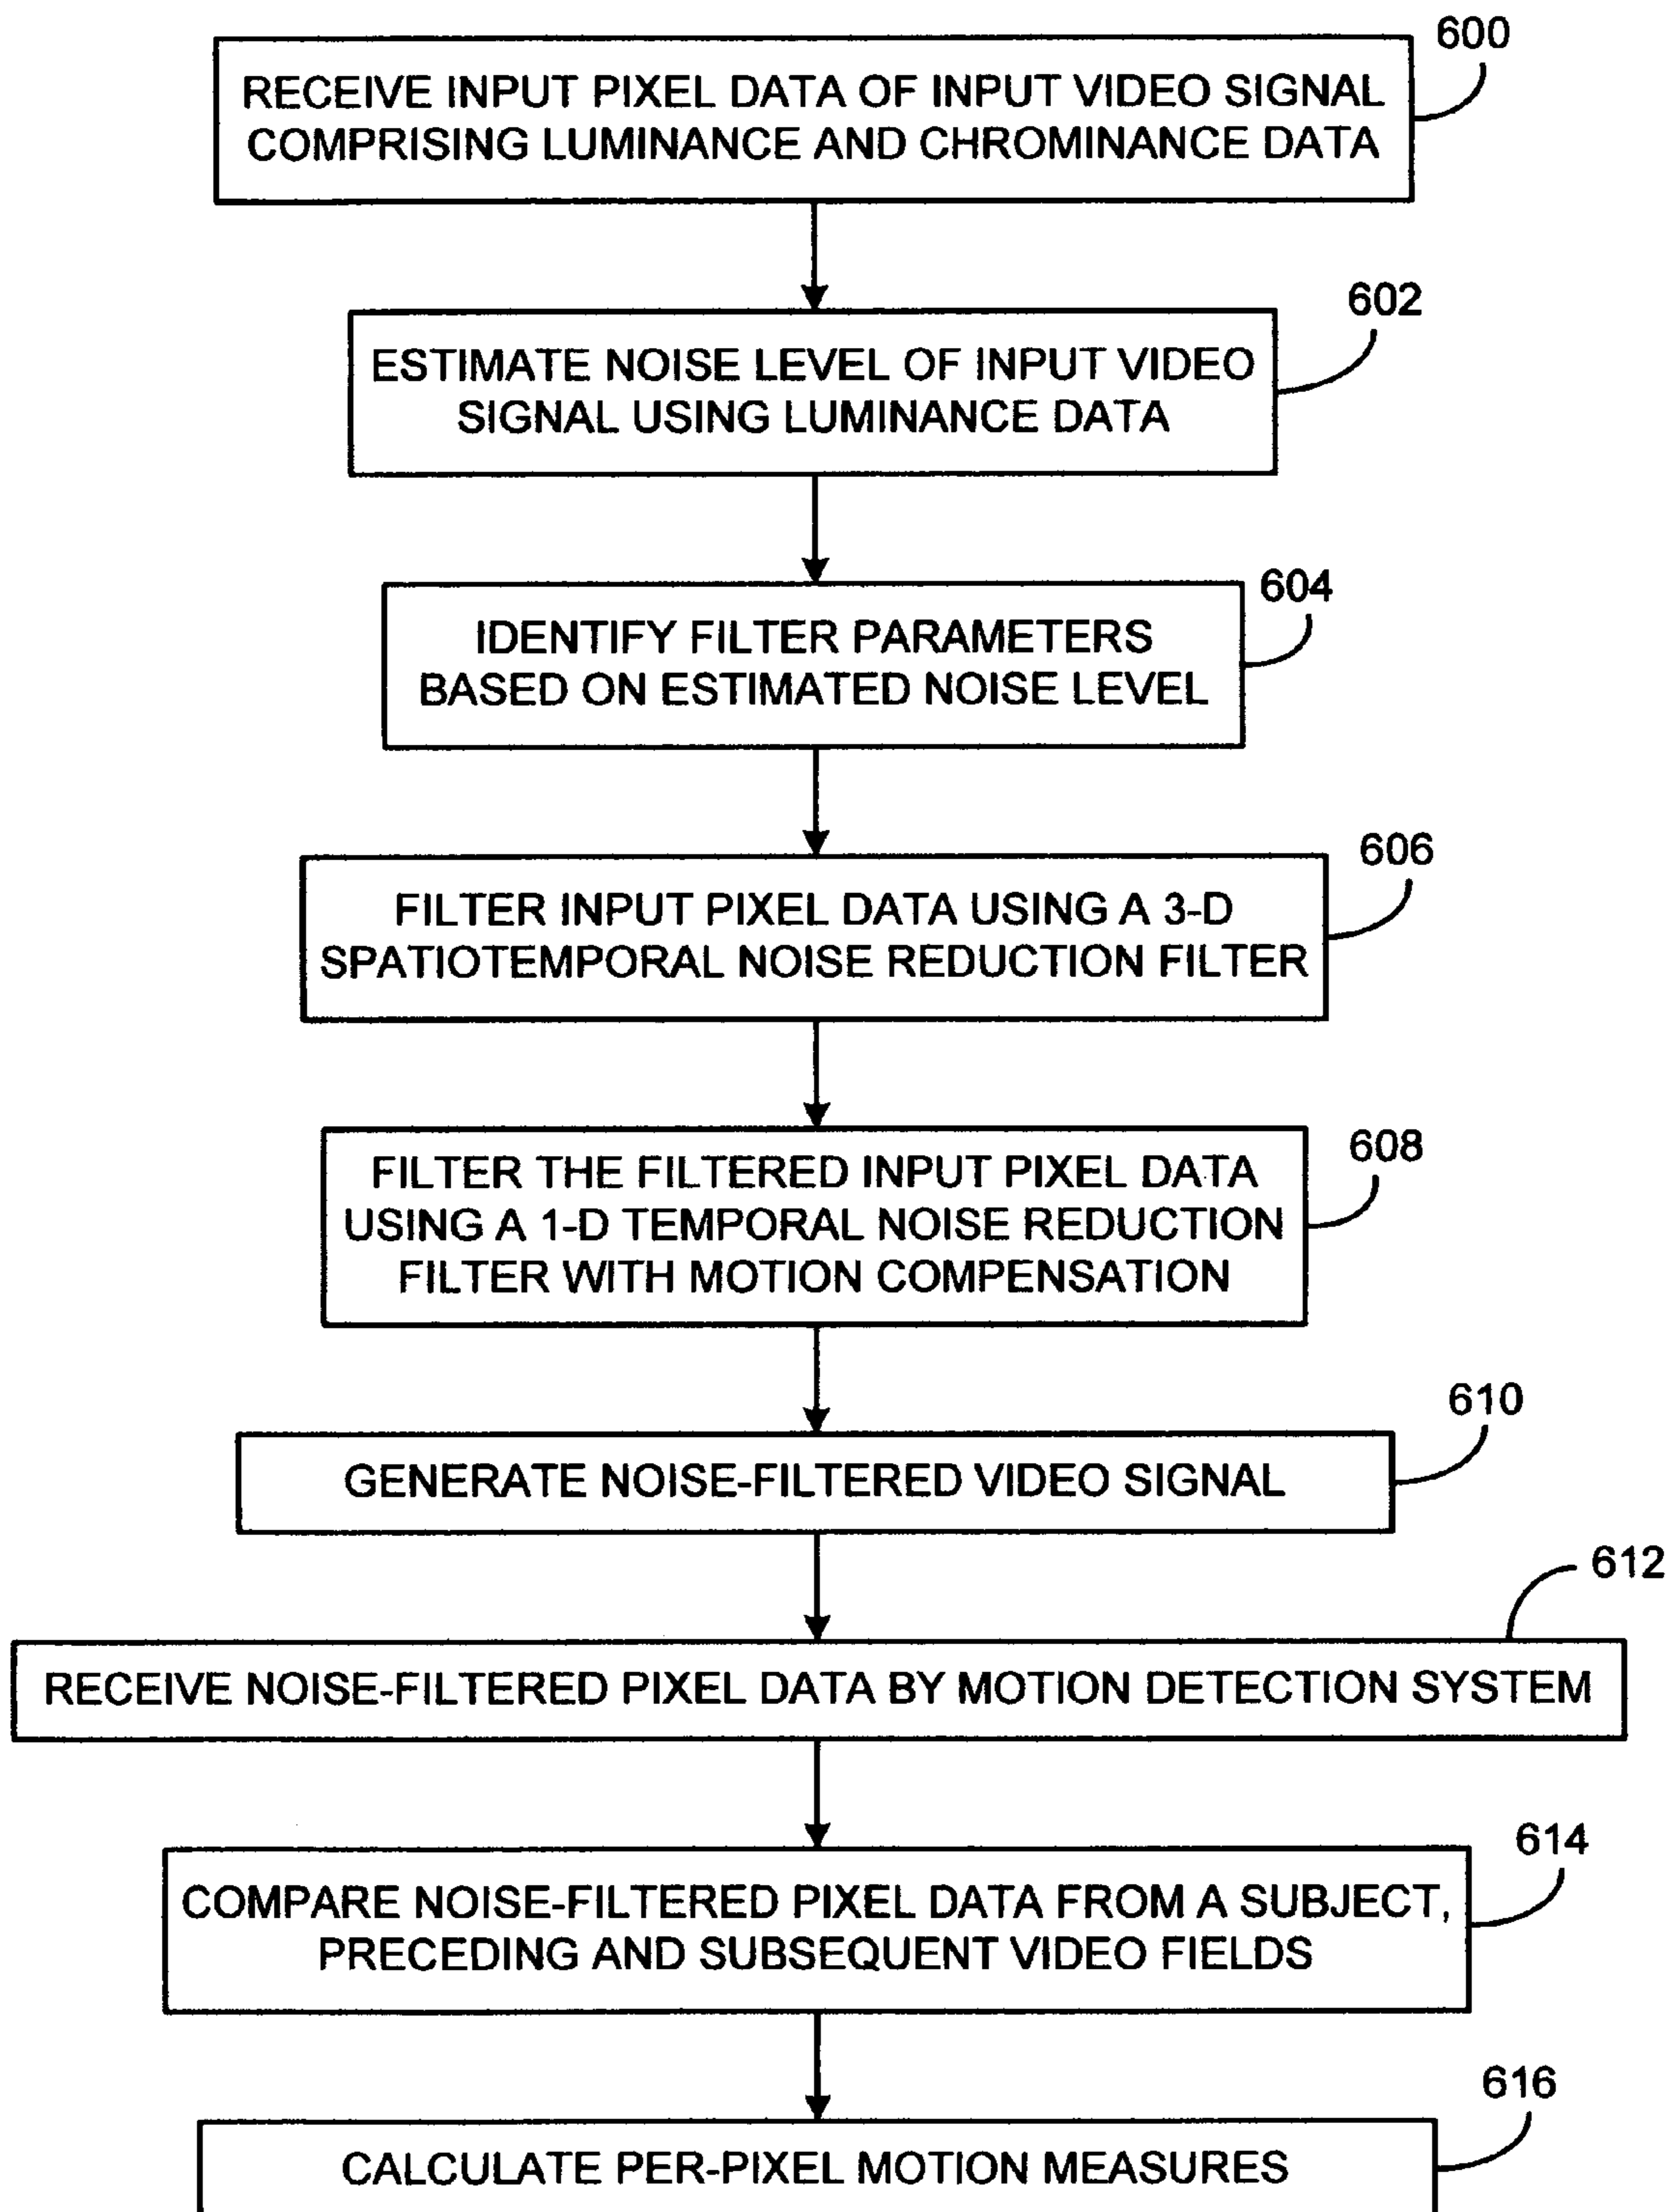 600
RECEIVE INPUT PIXEL DATA OF INPUT VIDEO SIGNAL
COMPRISING LUMINANCE AND CHROMINANCE DATA
602
ESTIMATE NOISE LEVEL OF INPUT VIDEO
SIGNAL USING LUMINANCE DATA
604
IDENTIFY FILTER PARAMETERS
BASED ON ESTIMATED NOISE LEVEL
606
FILTER INPUT PIXEL DATA USING A 3-D
SPATIOTEMPORAL NOISE REDUCTION FILTER
608
FILTER THE FILTERED INPUT PIXEL DATA
USING A 1-D TEMPORAL NOISE REDUCTION
FILTER WITH MOTION COMPENSATION
610
GENERATE NOISE-FILTERED VIDEO SIGNAL
612
RECEIVE NOISE-FILTERED PIXEL DATA BY MOTION DETECTION SYSTEM
614
COMPARE NOISE-FILTERED PIXEL DATA FROM A SUBJECT,
PRECEDING AND SUBSEQUENT VIDEO FIELDS
616
CALCULATE PER-PIXEL MOTION MEASURES